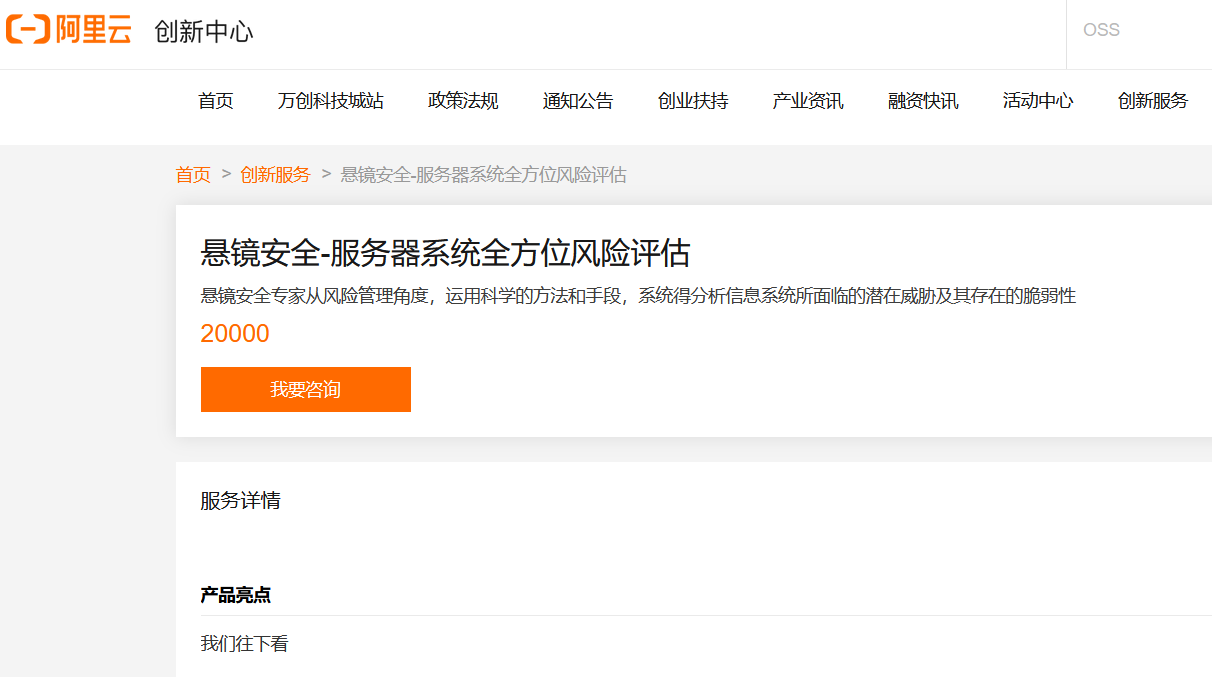 阿里云 创新中心 OSS
首页 万创科技城站 政策法规 通知公告 创业扶持 产业资讯 融资快讯 活动中心 创新服务
首页 > 创新服务 > 悬镜安全-服务器系统全方位风险评估
悬镜安全-服务器系统全方位风险评估
悬镜安全专家从风险管理角度，运用科学的方法和手段，系统得分析信息系统所面临的潜在威胁及其存在的脆弱性
20000
我要咨询
服务详情
产品亮点
我们往下看